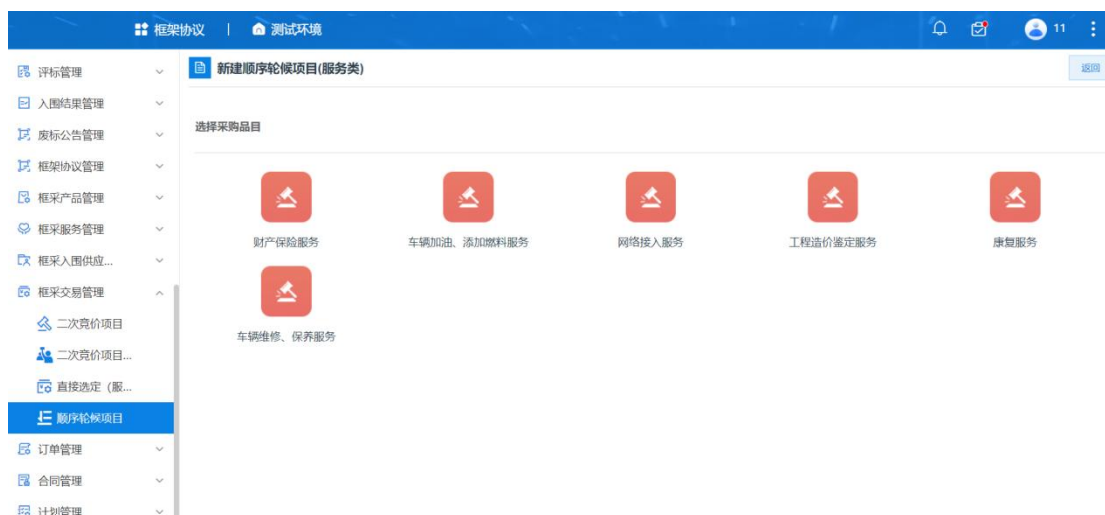 框架协议 | 测试环境 11
评标管理
入围结果管理
废标公告管理
框架协议管理
框采产品管理
框采服务管理
框采入围供应...
框采交易管理
二次竞价项目
二次竞价项目...
直接选定（服...
顺序轮候项目
订单管理
合同管理
计划管理
新建顺序轮候项目(服务类) 返回
选择采购品目
财产保险服务 车辆加油、添加燃料服务 网络接入服务 工程造价鉴定服务 康复服务
车辆维修、保养服务